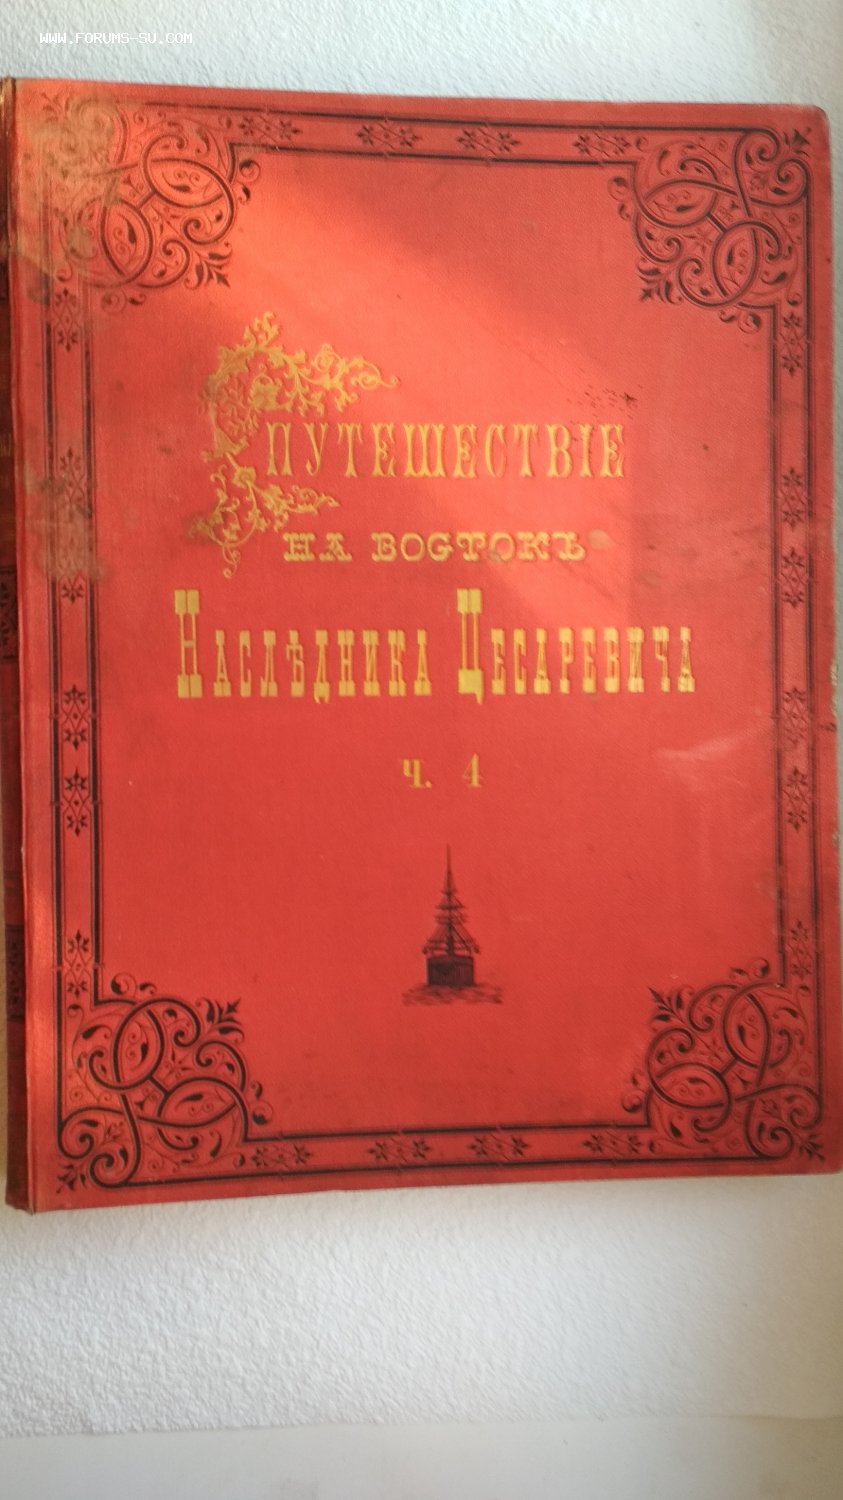 WWW.FORUMS-SU.COM
ПУТЕШЕСТВІЕ
НА ВОСТОКЪ
НАСЛѢДНИКА ЦЕСАРЕВИЧА
Ч. 4